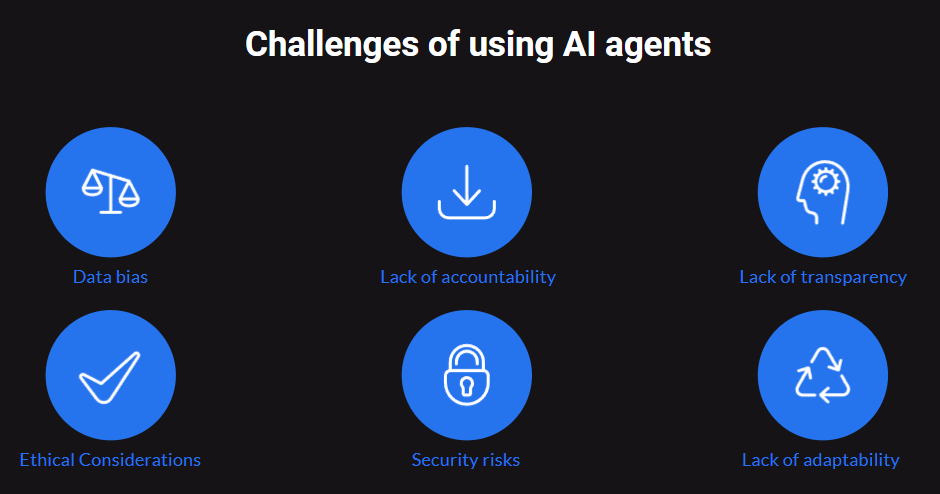 Challenges of using AI agents
Data bias
Lack of accountability
Lack of transparency
Ethical Considerations
Security risks
Lack of adaptability